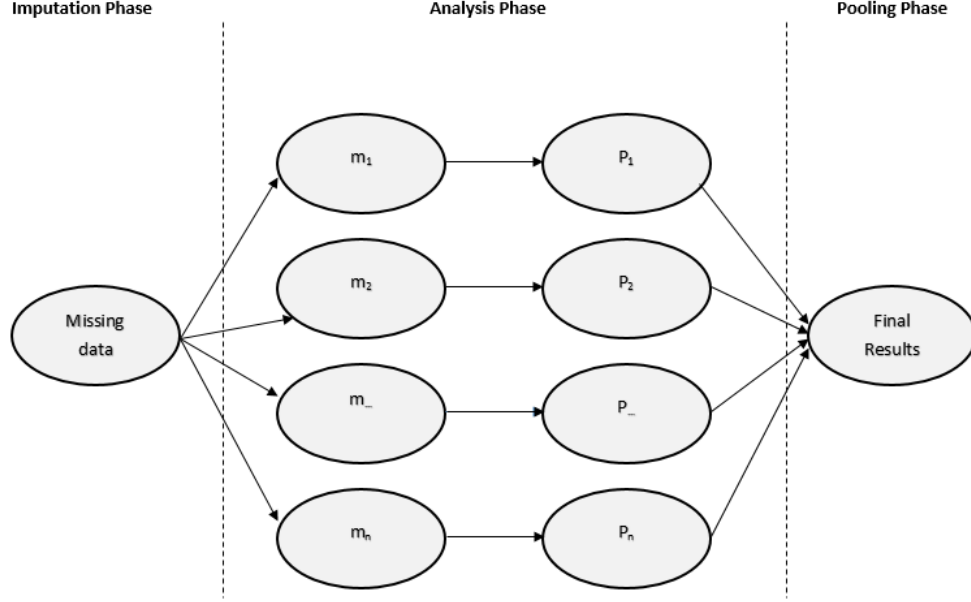 Imputation Phase
Analysis Phase
Pooling Phase
m₁
P₁
m₂
P₂
Missing
data
Final
Results
m_
P_
mₙ
Pₙ